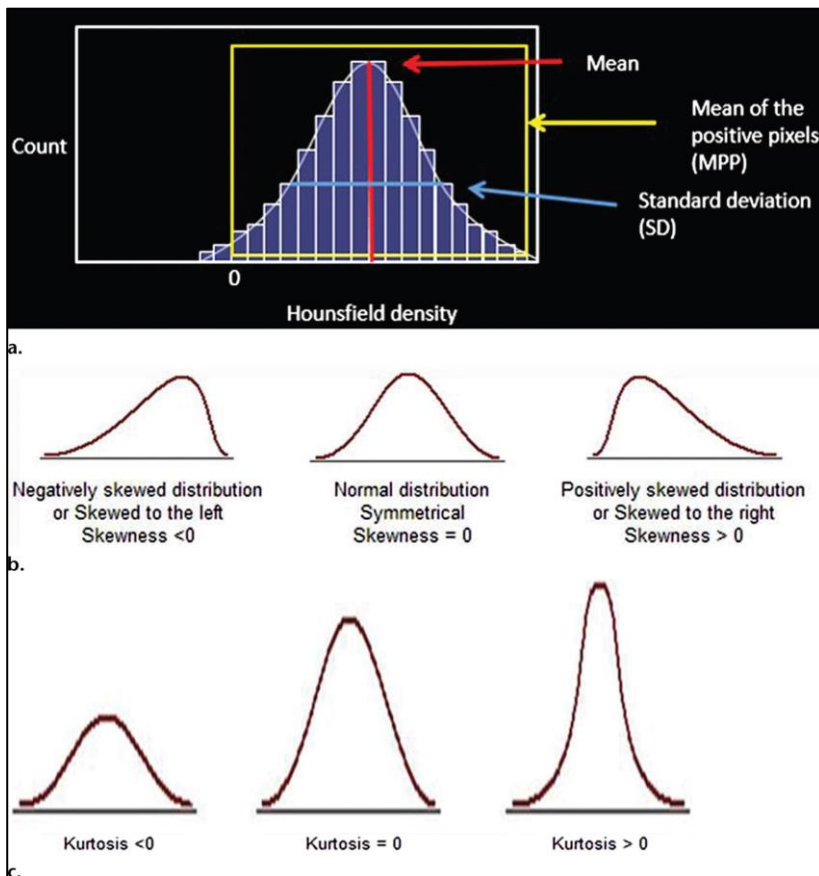 Mean
Mean of the
positive pixels
(MPP)
Count
Standard deviation
(SD)
0
Hounsfield density
a.
Negatively skewed distribution
or Skewed to the left
Skewness <0
Normal distribution
Symmetrical
Skewness = 0
Positively skewed distribution
or Skewed to the right
Skewness > 0
b.
Kurtosis <0
Kurtosis = 0
Kurtosis > 0
c.